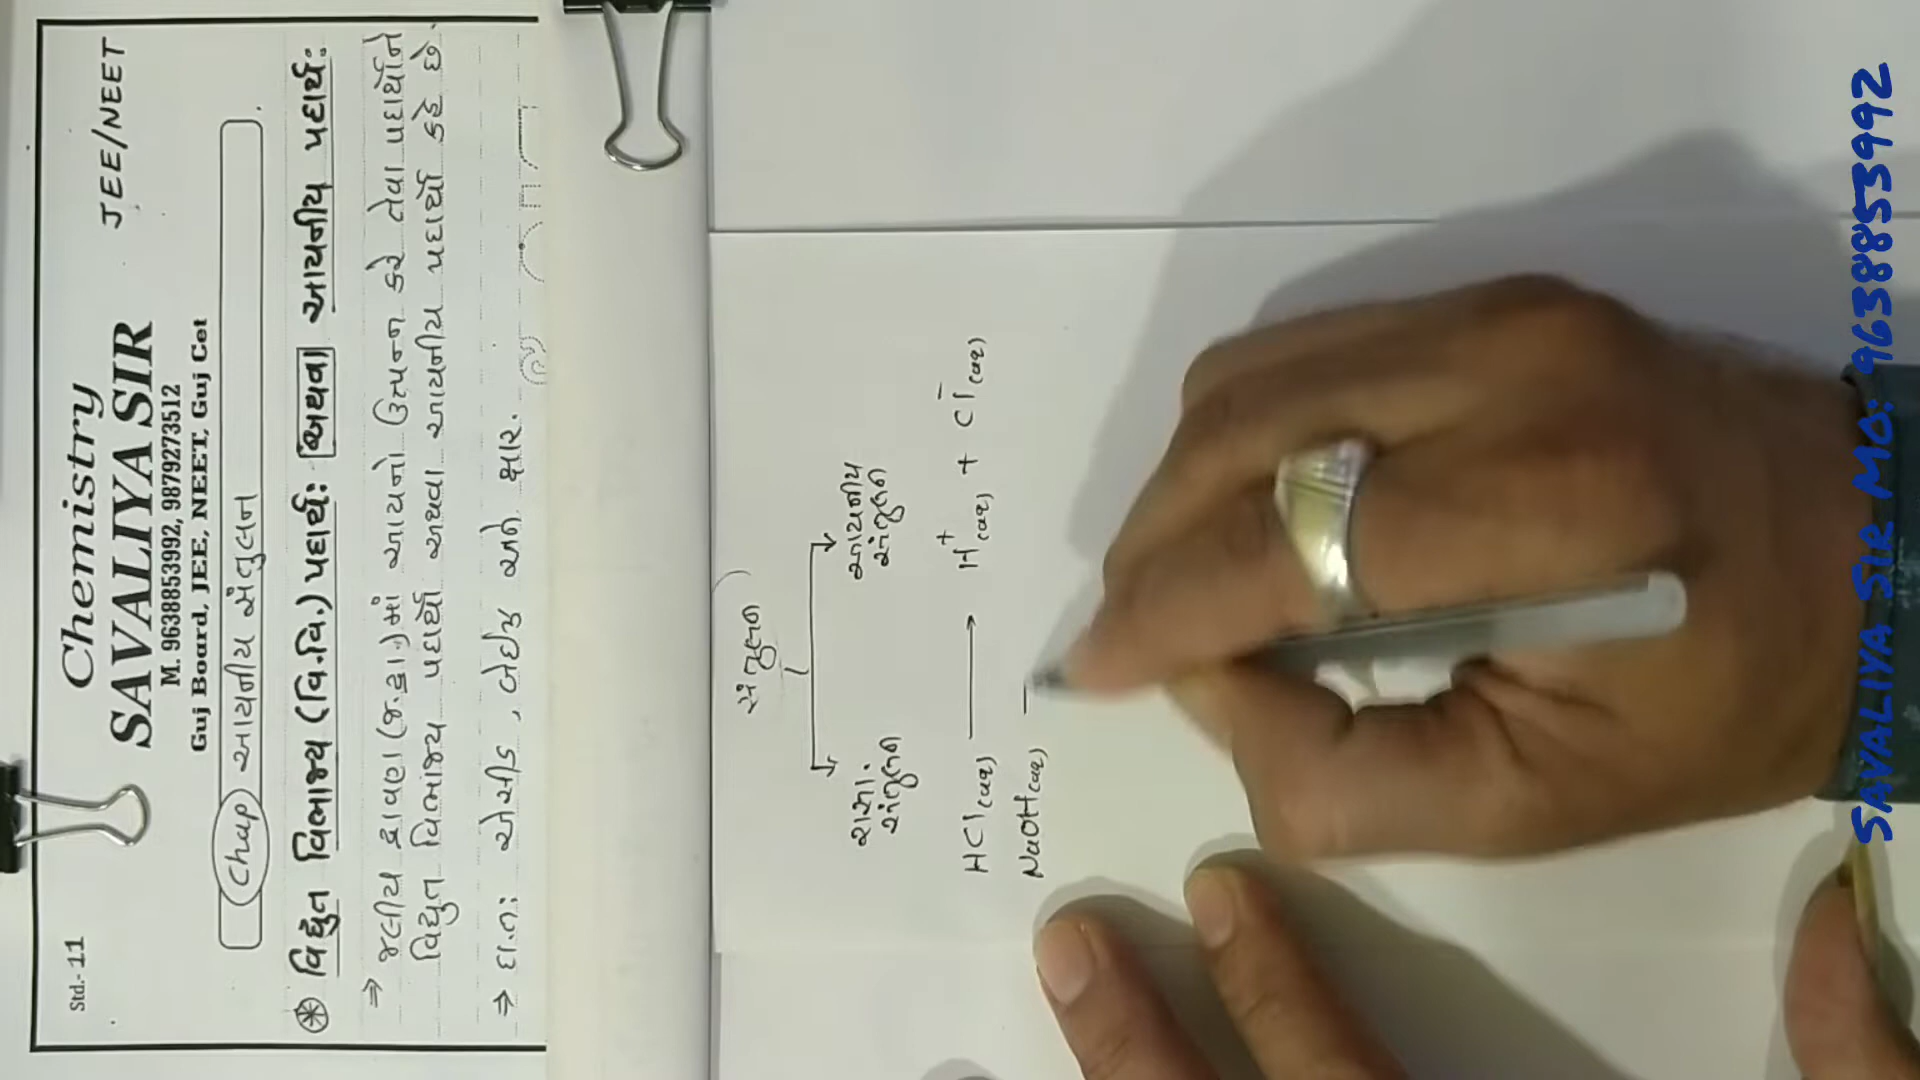 Chemistry
SAVALIYA SIR
M. 9638853992, 9879273512
Guj Board, JEE, NEET, Guj Cet
Std.- 11
JEE/NEET
Chap આયનીય સંતુલન
વિદ્યુત વિભાજ્ય (વિ.વિ.) પદાર્થ: અથવા આયનીય પદાર્થ:
⇒ જલીય દ્રાવણ (જ.દ્રા.)માં આયનો ઉત્પન્ન કરે તેવા પદાર્થોને
વિદ્યુત વિભાજ્ય પદાર્થો અથવા આયનીય પદાર્થો કહે છે.
⇒ દા.ત.: એસીડ, બેઇઝ અને ક્ષાર.
સંતુલન
રાસા. સંતુલન
આયનીય સંતુલન
HCl(aq) ⟶ H⁺(aq) + Cl⁻(aq)
NaOH(aq) —
SAVALIYA SIR MO: 9638853992